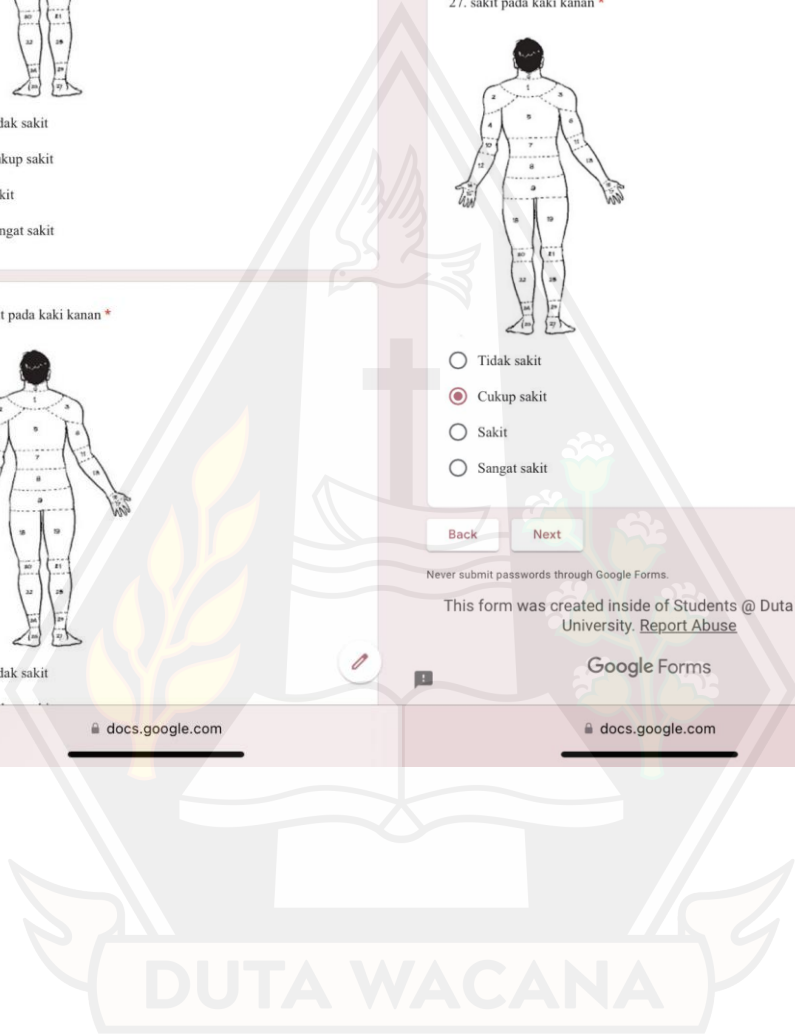 dak sakit
kup sakit
kit
ngat sakit
t pada kaki kanan *
dak sakit
docs.google.com
27. sakit pada kaki kanan *
Tidak sakit
Cukup sakit
Sakit
Sangat sakit
Back
Next
Never submit passwords through Google Forms.
This form was created inside of Students @ Duta
University. Report Abuse
Google Forms
docs.google.com
DUTA WACANA